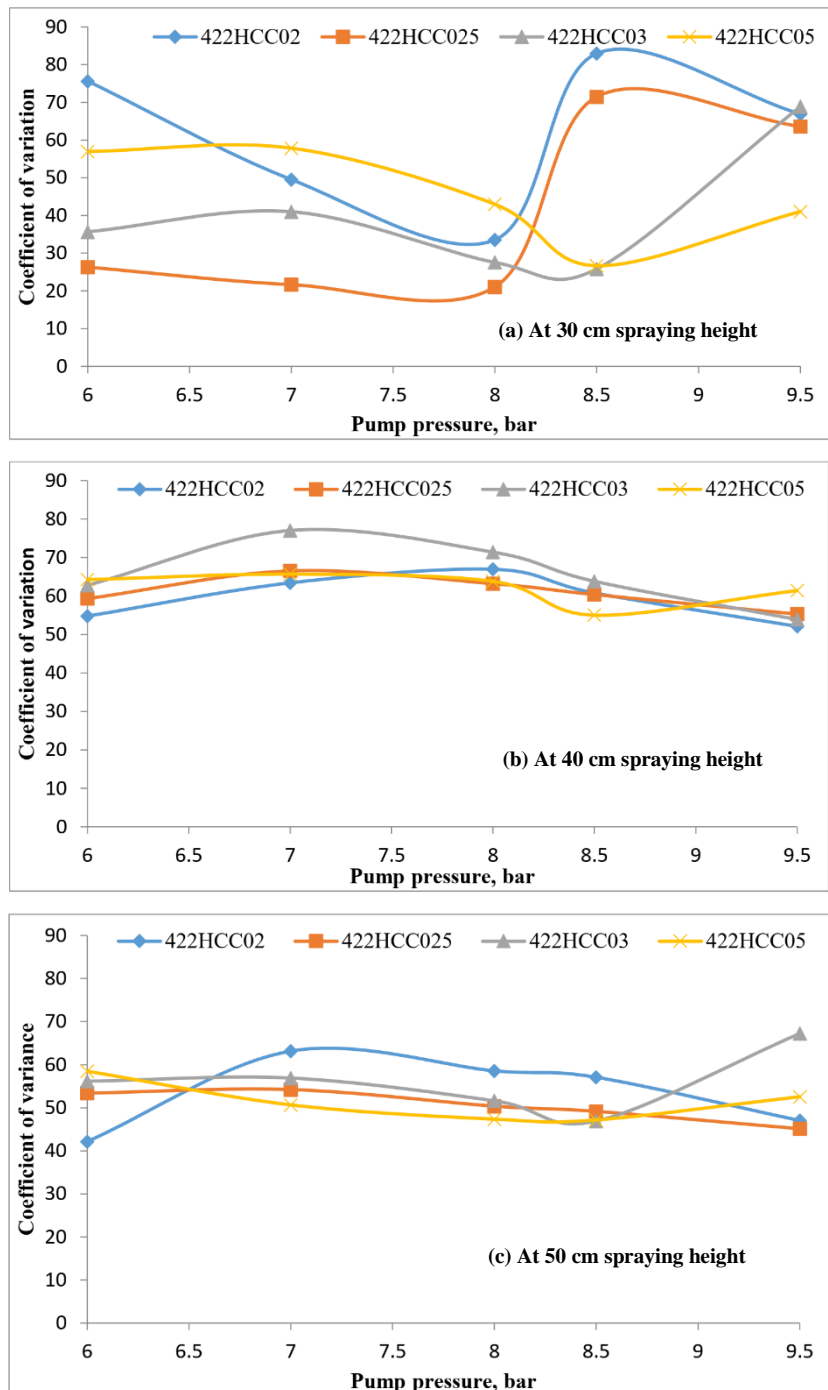 90
80
70
60
50
40
30
20
10
0
422HCC02 422HCC025 422HCC03 422HCC05
Coefficient of variation
(a) At 30 cm spraying height
6 6.5 7 7.5 8 8.5 9 9.5
Pump pressure, bar
90
80
70
60
50
40
30
20
10
0
422HCC02 422HCC025 422HCC03 422HCC05
Coefficient of variation
(b) At 40 cm spraying height
6 6.5 7 7.5 8 8.5 9 9.5
Pump pressure, bar
90
80
70
60
50
40
30
20
10
0
422HCC02 422HCC025 422HCC03 422HCC05
Coefficient of variance
(c) At 50 cm spraying height
6 6.5 7 7.5 8 8.5 9 9.5
Pump pressure, bar